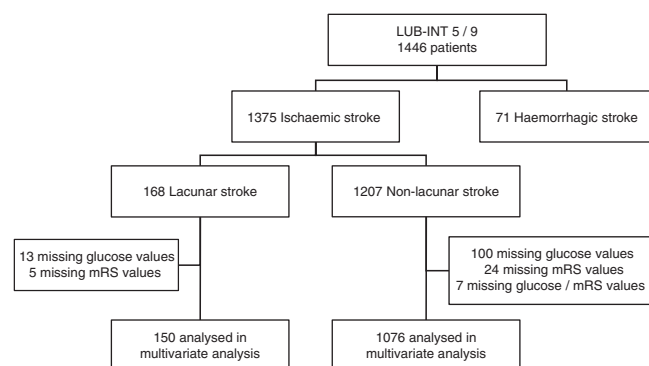 LUB-INT 5 / 9
1446 patients
1375 Ischaemic stroke
71 Haemorrhagic stroke
168 Lacunar stroke
1207 Non-lacunar stroke
13 missing glucose values
5 missing mRS values
100 missing glucose values
24 missing mRS values
7 missing glucose / mRS values
150 analysed in
multivariate analysis
1076 analysed in
multivariate analysis